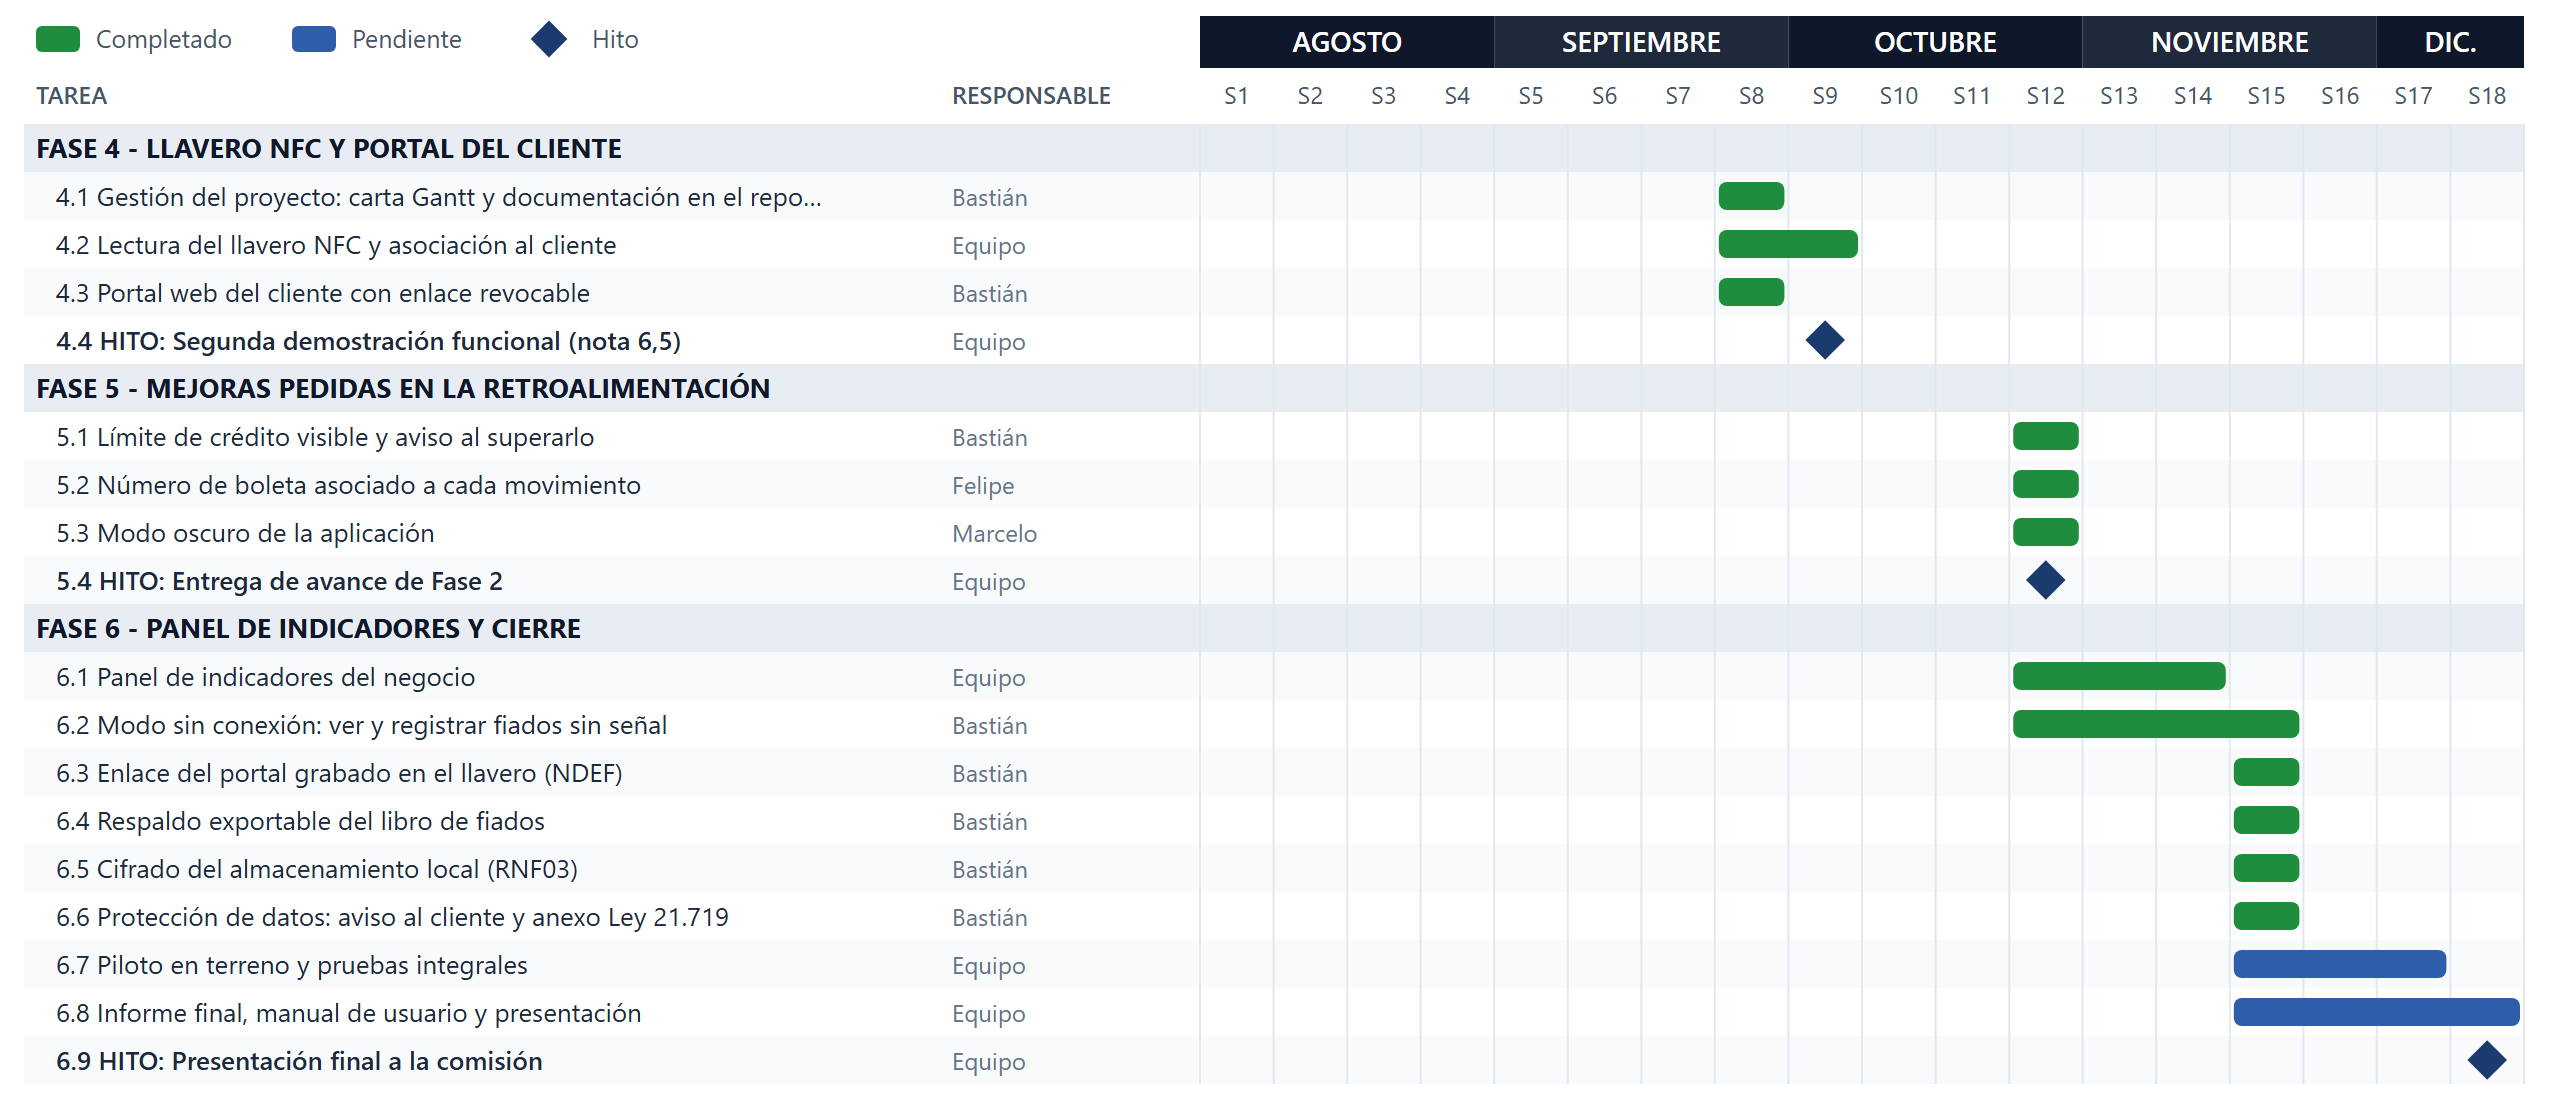 Completado Pendiente Hito
AGOSTO SEPTIEMBRE OCTUBRE NOVIEMBRE DIC.
TAREA RESPONSABLE S1 S2 S3 S4 S5 S6 S7 S8 S9 S10 S11 S12 S13 S14 S15 S16 S17 S18
FASE 4 - LLAVERO NFC Y PORTAL DEL CLIENTE
4.1 Gestión del proyecto: carta Gantt y documentación en el repo... Bastián
4.2 Lectura del llavero NFC y asociación al cliente Equipo
4.3 Portal web del cliente con enlace revocable Bastián
4.4 HITO: Segunda demostración funcional (nota 6,5) Equipo
FASE 5 - MEJORAS PEDIDAS EN LA RETROALIMENTACIÓN
5.1 Límite de crédito visible y aviso al superarlo Bastián
5.2 Número de boleta asociado a cada movimiento Felipe
5.3 Modo oscuro de la aplicación Marcelo
5.4 HITO: Entrega de avance de Fase 2 Equipo
FASE 6 - PANEL DE INDICADORES Y CIERRE
6.1 Panel de indicadores del negocio Equipo
6.2 Modo sin conexión: ver y registrar fiados sin señal Bastián
6.3 Enlace del portal grabado en el llavero (NDEF) Bastián
6.4 Respaldo exportable del libro de fiados Bastián
6.5 Cifrado del almacenamiento local (RNF03) Bastián
6.6 Protección de datos: aviso al cliente y anexo Ley 21.719 Bastián
6.7 Piloto en terreno y pruebas integrales Equipo
6.8 Informe final, manual de usuario y presentación Equipo
6.9 HITO: Presentación final a la comisión Equipo